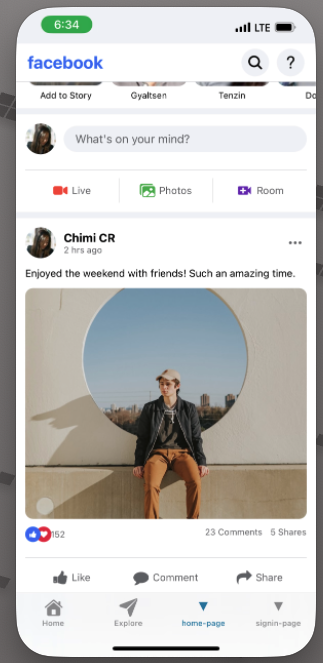 6:34
LTE
facebook
?
Add to Story
Gyaltsen
Tenzin
Do
What's on your mind?
Live
Photos
Room
Chimi CR
2 hrs ago
Enjoyed the weekend with friends! Such an amazing time.
152
23 Comments
5 Shares
Like
Comment
Share
Home
Explore
home-page
signin-page